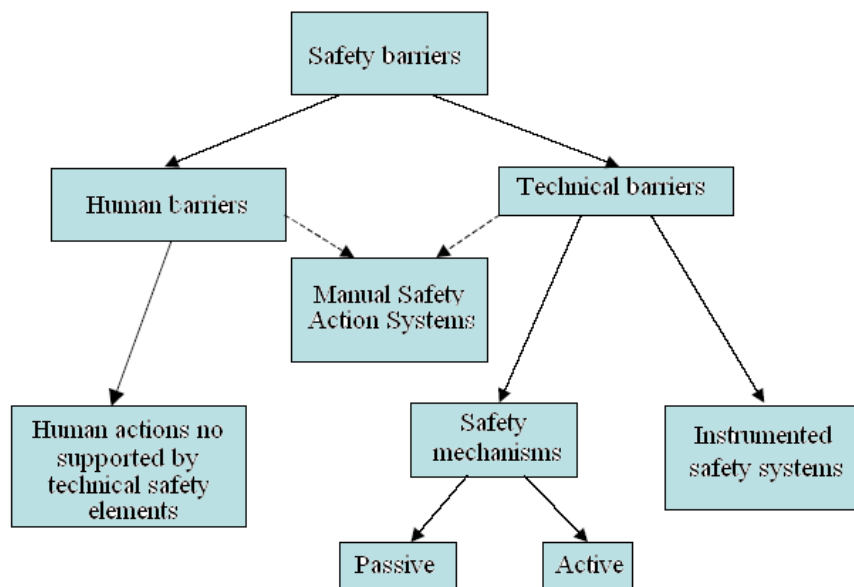 Safety barriers
Human barriers
Technical barriers
Manual Safety
Action Systems
Human actions no
supported by
technical safety
elements
Safety
mechanisms
Instrumented
safety systems
Passive
Active